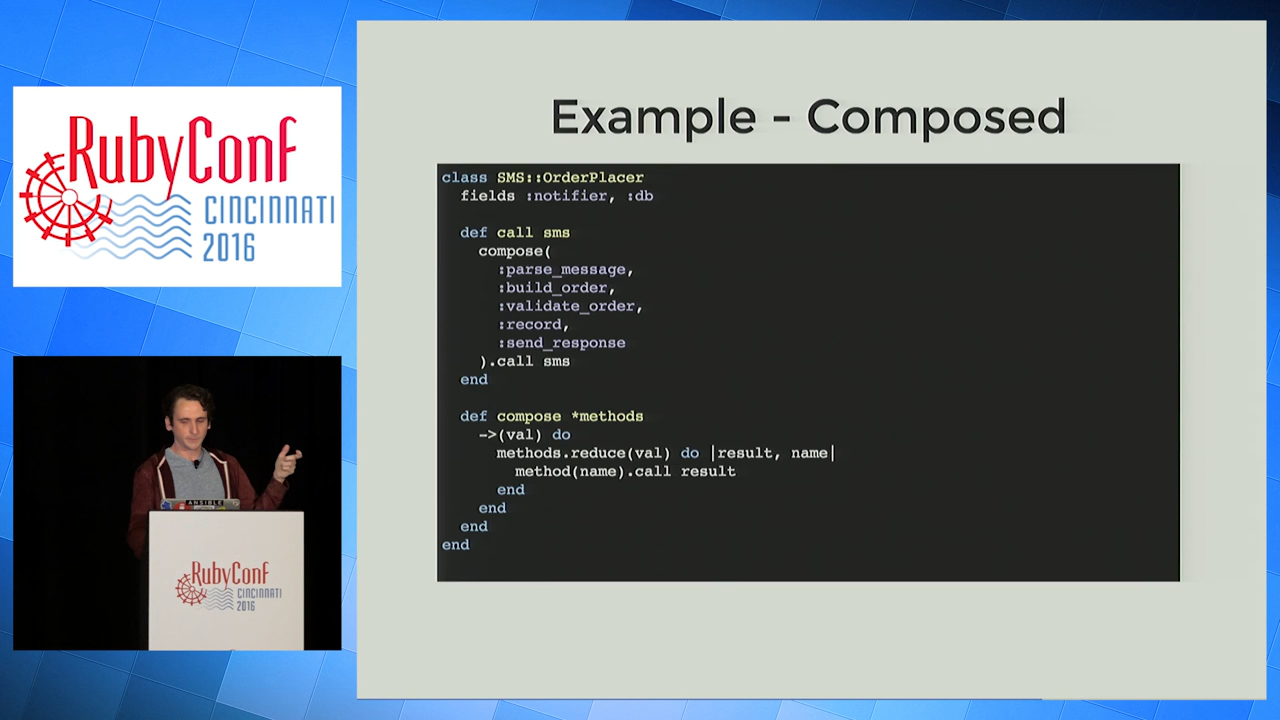 RubyConf
CINCINNATI
2016
Example - Composed
class SMS::OrderPlacer
  fields :notifier, :db
  def call sms
    compose(
      :parse_message,
      :build_order,
      :validate_order,
      :record,
      :send_response
    ).call sms
  end
  def compose *methods
    ->(val) do
      methods.reduce(val) do |result, name|
        method(name).call result
      end
    end
  end
end
ANSIBLE
RubyConf
CINCINNATI
2016